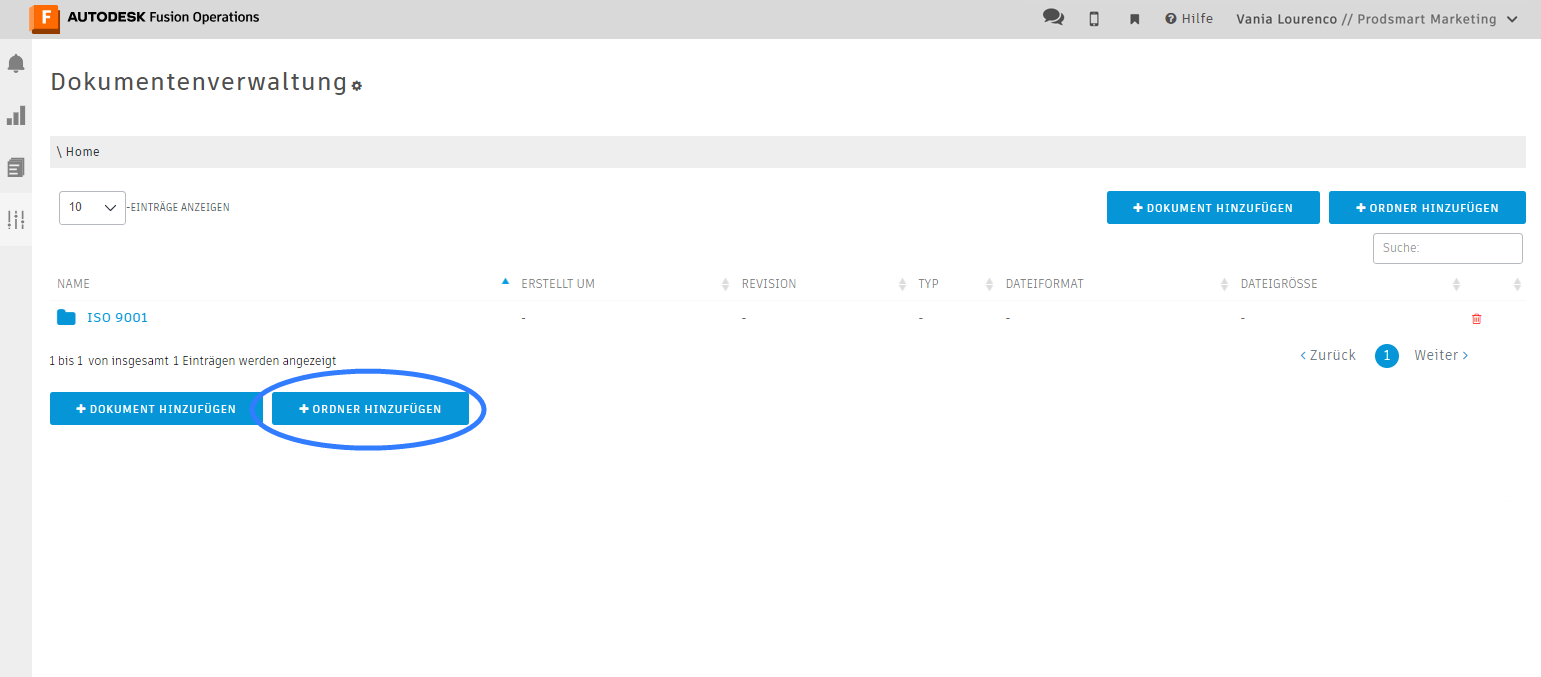 F AUTODESK Fusion Operations
Hilfe Vania Lourenco // Prodsmart Marketing
Dokumentenverwaltung
\ Home
10 -EINTRÄGE ANZEIGEN
+ DOKUMENT HINZUFÜGEN + ORDNER HINZUFÜGEN
Suche:
NAME ERSTELLT UM REVISION TYP DATEIFORMAT DATEIGRÖSSE
ISO 9001 - - - - -
1 bis 1 von insgesamt 1 Einträgen werden angezeigt
< Zurück 1 Weiter >
+ DOKUMENT HINZUFÜGEN + ORDNER HINZUFÜGEN